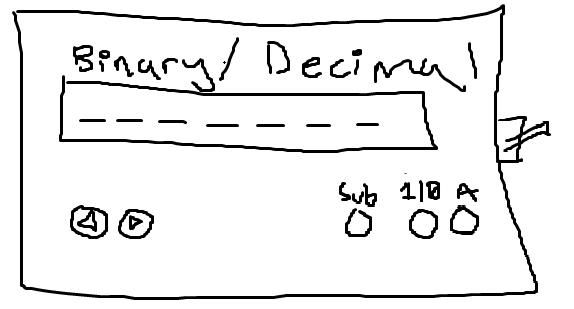 Binary/Decimal
_ _ _ _ _ _ _ _
Sub 1/0 A